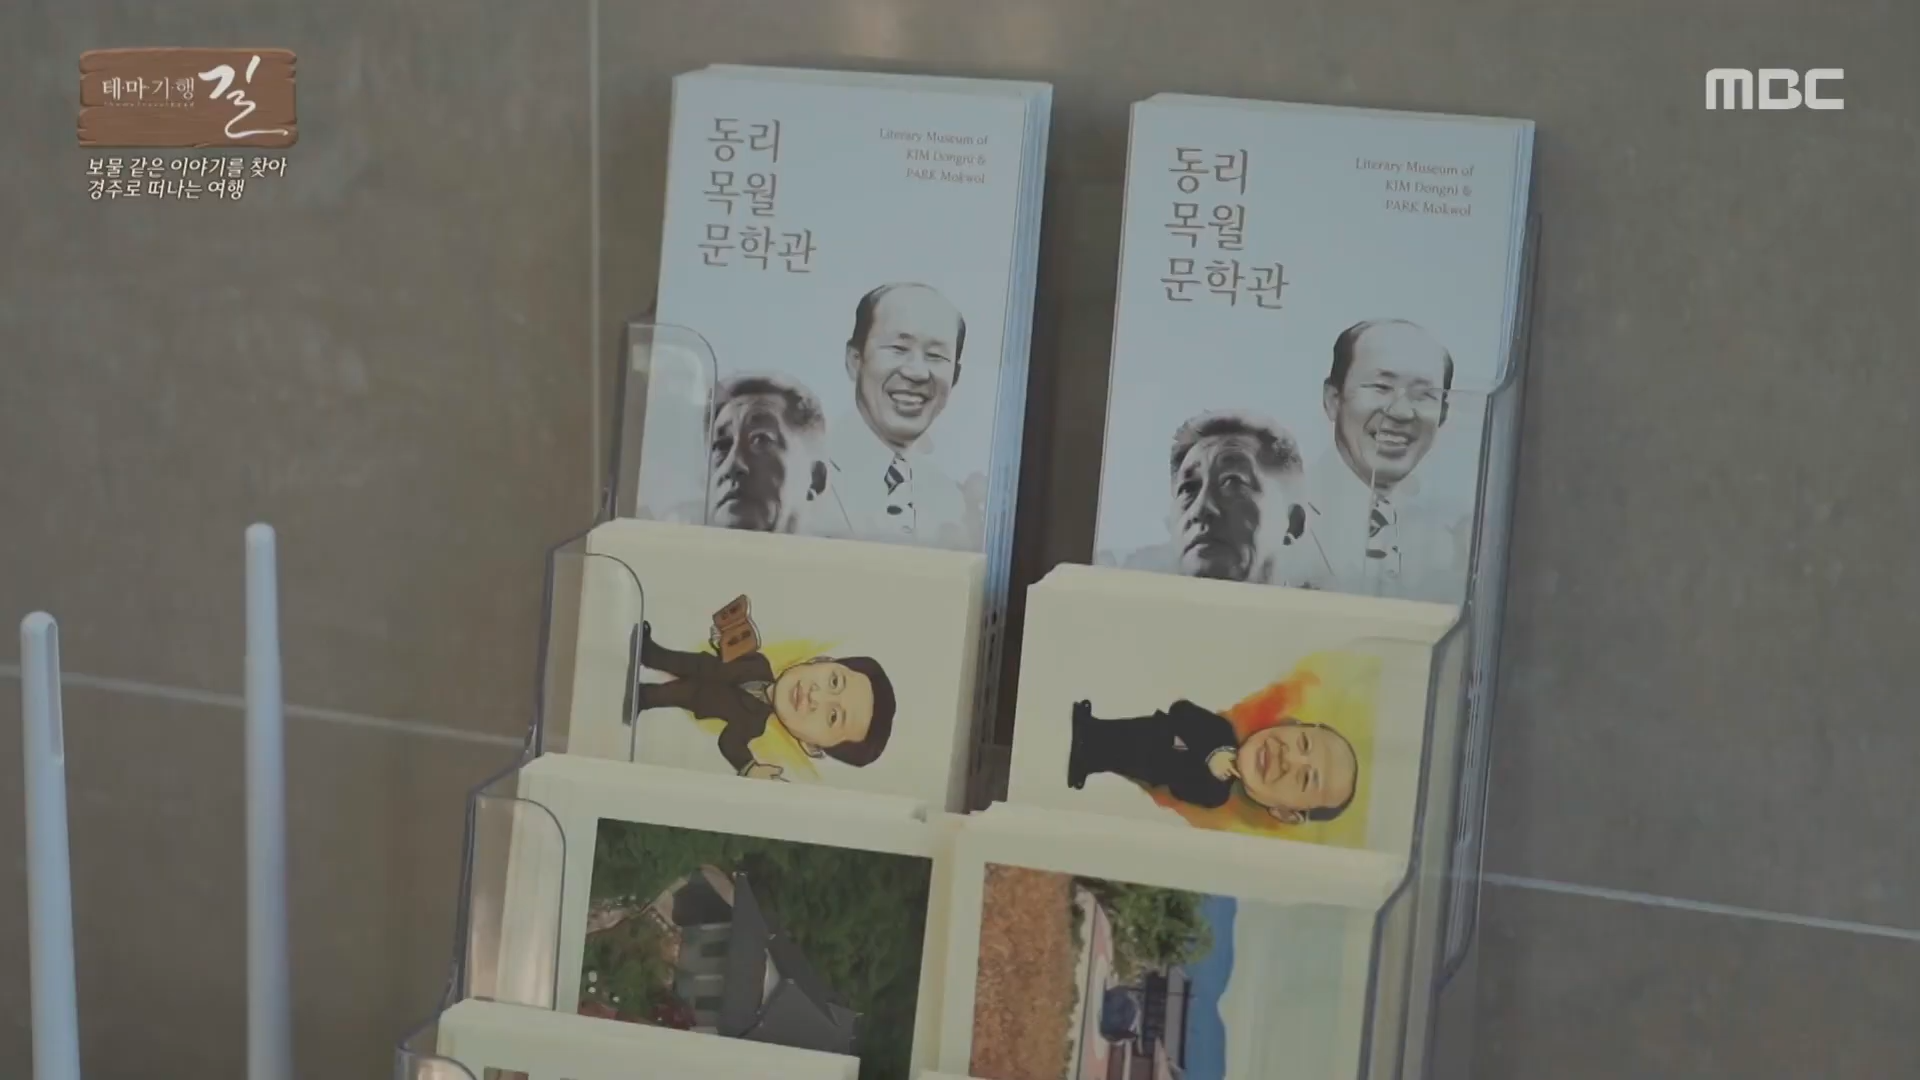 테·마·기·행 길
보물 같은 이야기를 찾아
경주로 떠나는 여행
MBC
동리
목월
문학관
Literary Museum of
KIM Dongni &
PARK Mokwol
동리
목월
문학관
Literary Museum of
KIM Dongni &
PARK Mokwol